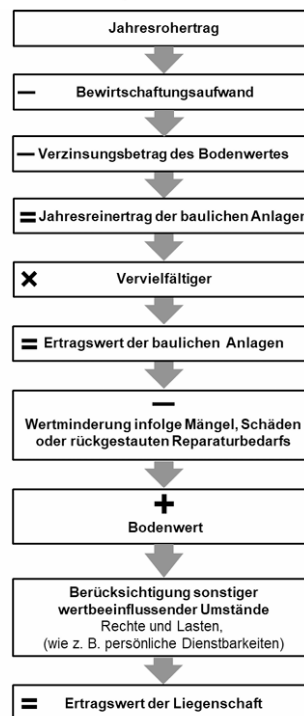 Jahresrohertrag
− Bewirtschaftungsaufwand
− Verzinsungsbetrag des Bodenwertes
= Jahresreinertrag der baulichen Anlagen
× Vervielfältiger
= Ertragswert der baulichen Anlagen
−
Wertminderung infolge Mängel, Schäden
oder rückgestauten Reparaturbedarfs
+
Bodenwert
Berücksichtigung sonstiger
wertbeeinflussender Umstände
Rechte und Lasten,
(wie z. B. persönliche Dienstbarkeiten)
= Ertragswert der Liegenschaft